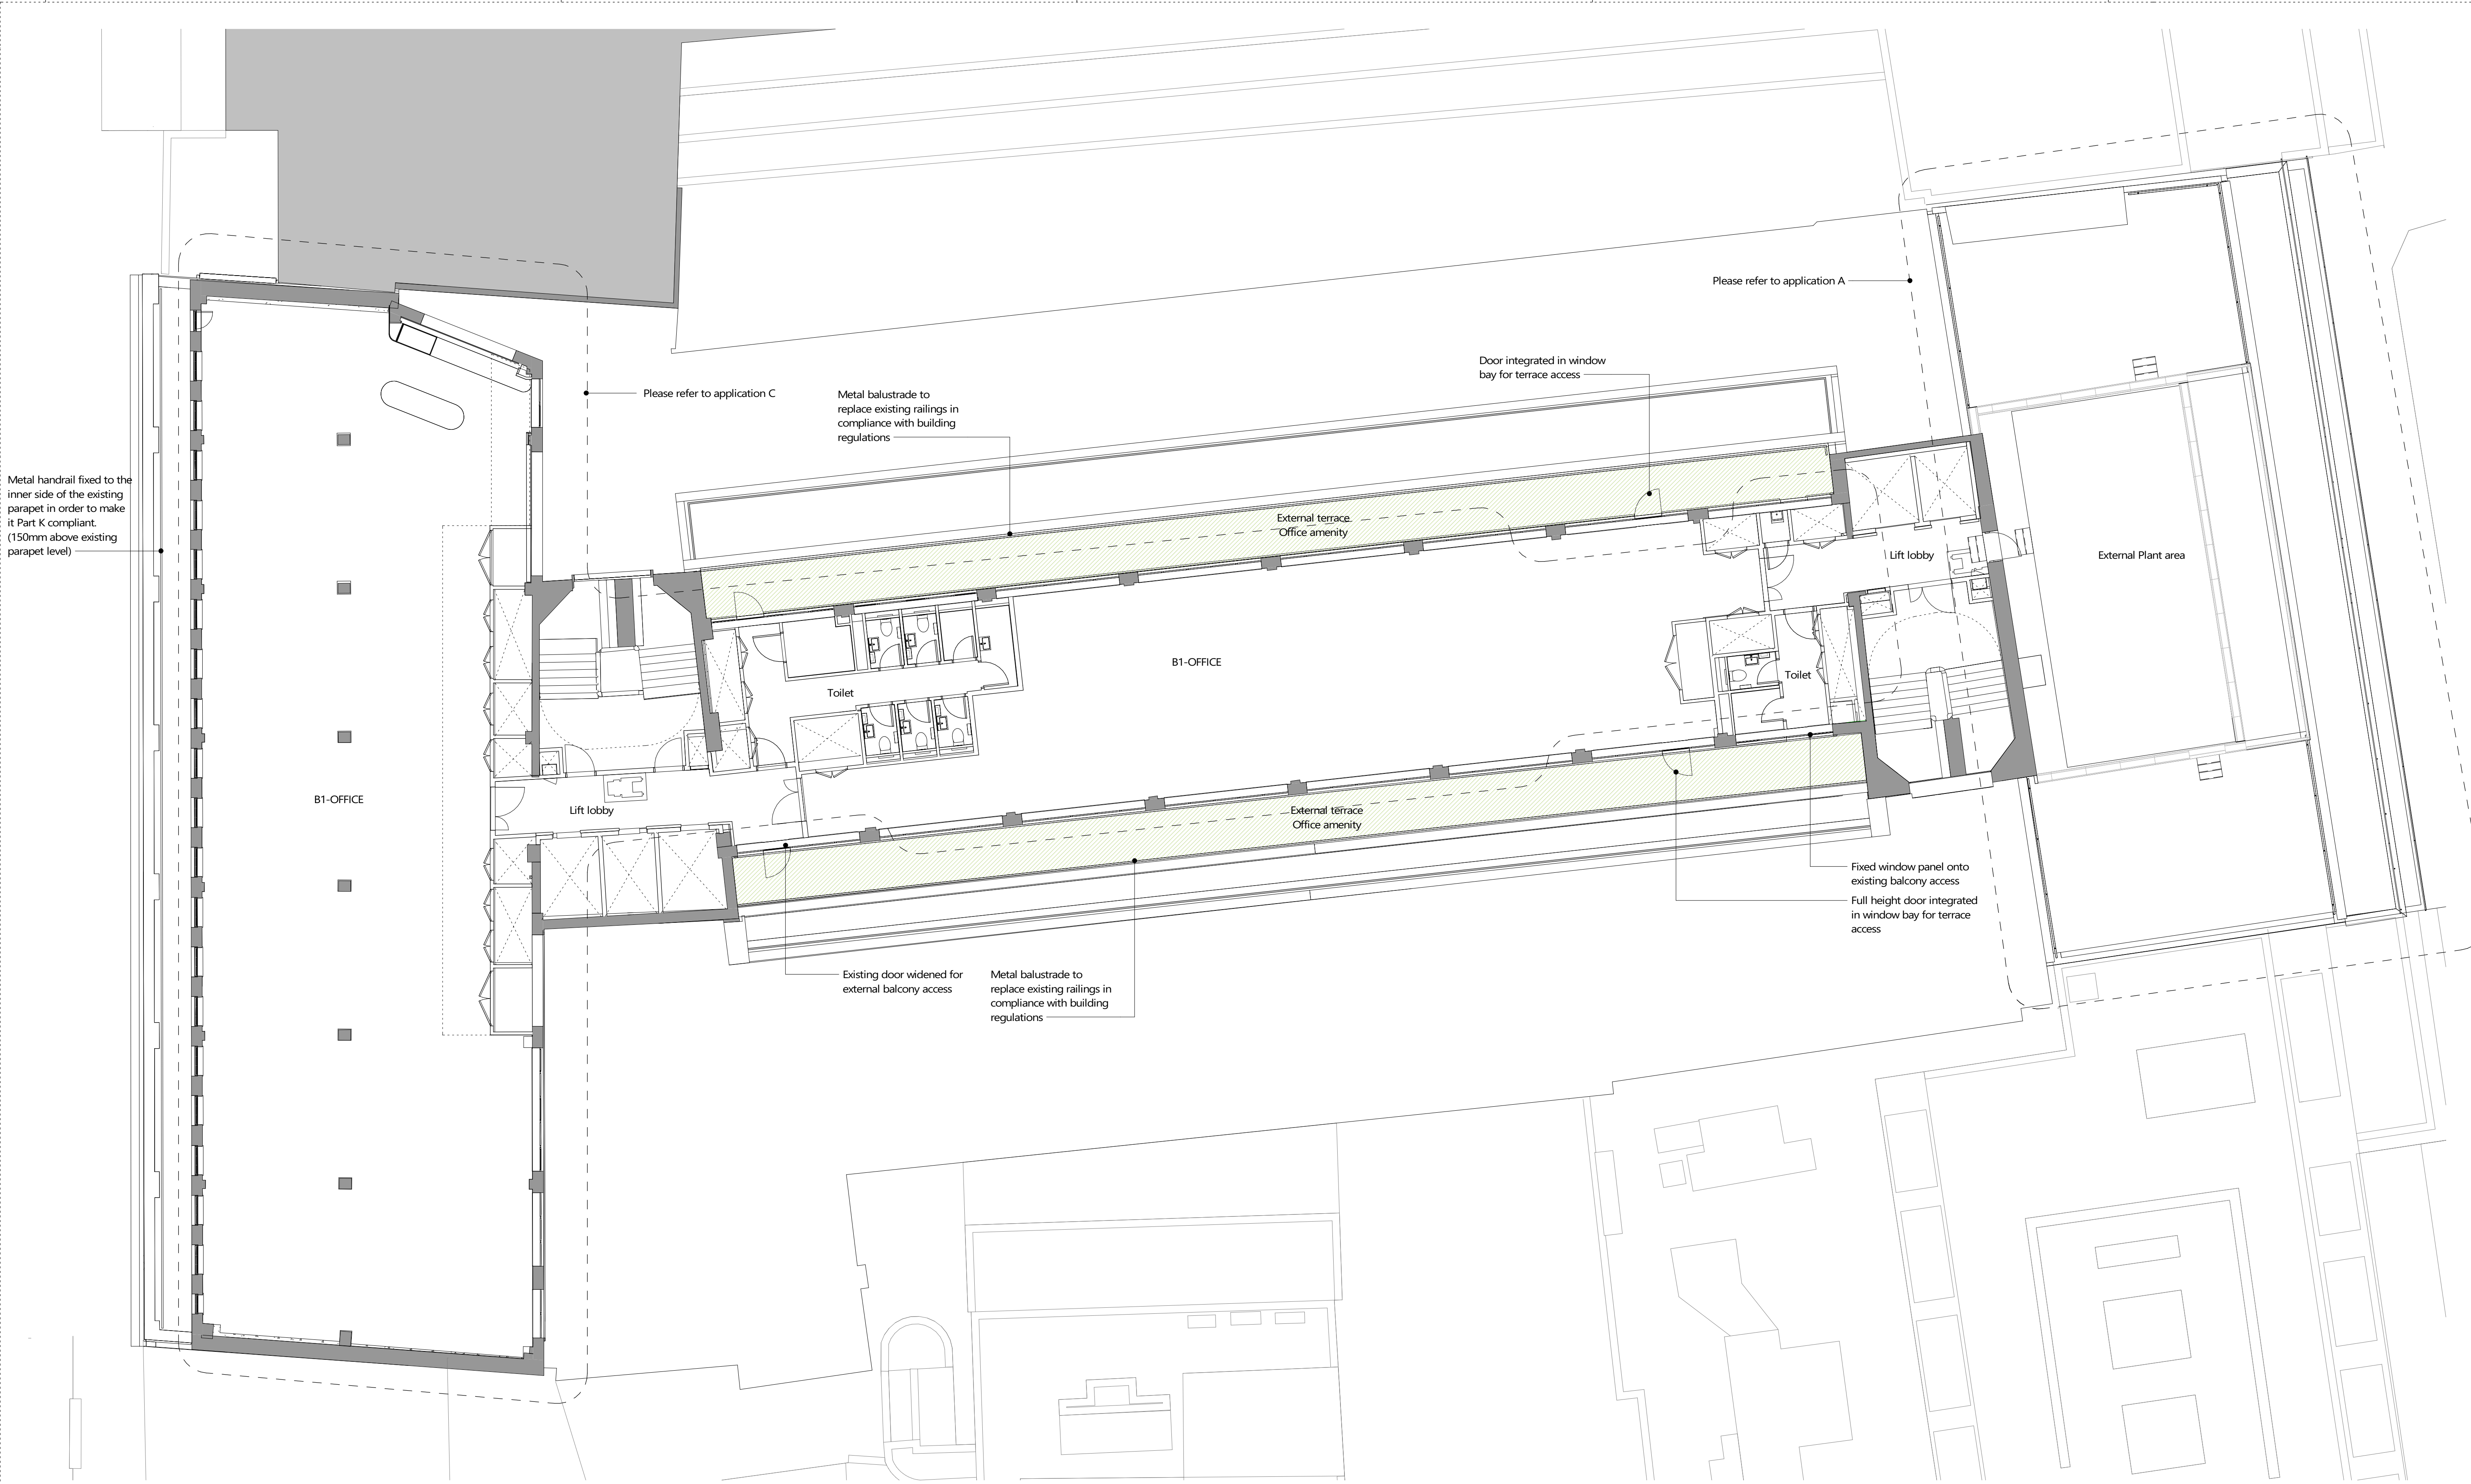 Please refer to application A
Door integrated in window
bay for terrace access
Please refer to application C
Metal balustrade to
replace existing railings in
compliance with building
regulations
Metal handrail fixed to the
inner side of the existing
parapet in order to make
it Part K compliant.
(150mm above existing
parapet level)
External terrace
Office amenity
Lift lobby
External Plant area
B1-OFFICE
Toilet
Toilet
B1-OFFICE
Lift lobby
External terrace
Office amenity
Fixed window panel onto
existing balcony access
Full height door integrated
in window bay for terrace
access
Existing door widened for
external balcony access
Metal balustrade to
replace existing railings in
compliance with building
regulations